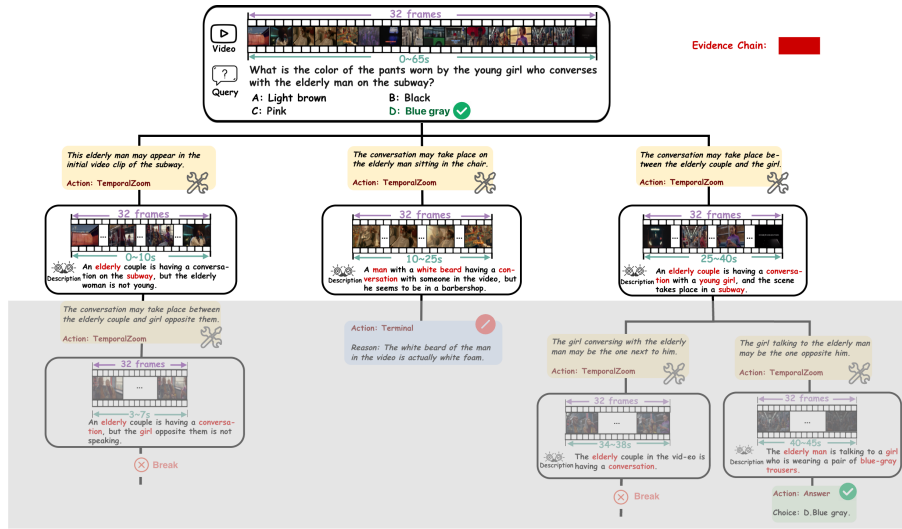 32 frames
Video
0~65s
Query
What is the color of the pants worn by the young girl who converses
with the elderly man on the subway?
A: Light brown
B: Black
C: Pink
D: Blue gray
Evidence Chain:
This elderly man may appear in the
initial video clip of the subway.
Action: TemporalZoom
The conversation may take place on
the elderly man sitting in the chair.
Action: TemporalZoom
The conversation may take place be-
tween the elderly couple and the girl.
Action: TemporalZoom
32 frames
...
...
0~10s
Description
An elderly couple is having a conversa-
tion on the subway, but the elderly
woman is not young.
32 frames
...
...
10~25s
Description
A man with a white beard having a con-
versation with someone in the video, but
he seems to be in a barbershop.
32 frames
...
...
25~40s
Description
An elderly couple is having a conversa-
tion with a young girl, and the scene
takes place in a subway.
The conversation may take place between
the elderly couple and girl opposite them.
Action: TemporalZoom
32 frames
...
3~7s
An elderly couple is having a conversa-
tion, but the girl opposite them is not
speaking.
Break
Action: Terminal
Reason: The white beard of the man
in the video is actually white foam.
The girl conversing with the elderly
man may be the one next to him.
Action: TemporalZoom
32 frames
...
34~38s
Description
The elderly couple in the vid-eo is
having a conversation.
Break
The girl talking to the elderly man
may be the one opposite him.
Action: TemporalZoom
32 frames
...
40~45s
Description
The elderly man is talking to a girl
who is wearing a pair of blue-gray
trousers.
Action: Answer
Choice: D.Blue gray.